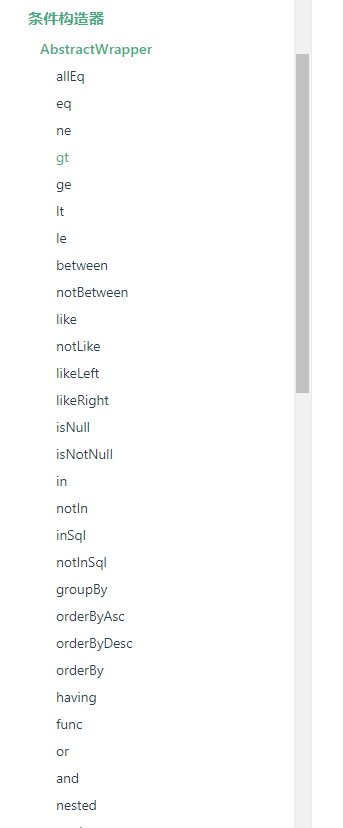 条件构造器
AbstractWrapper
allEq
eq
ne
gt
ge
lt
le
between
notBetween
like
notLike
likeLeft
likeRight
isNull
isNotNull
in
notIn
inSql
notInSql
groupBy
orderByAsc
orderByDesc
orderBy
having
func
or
and
nested